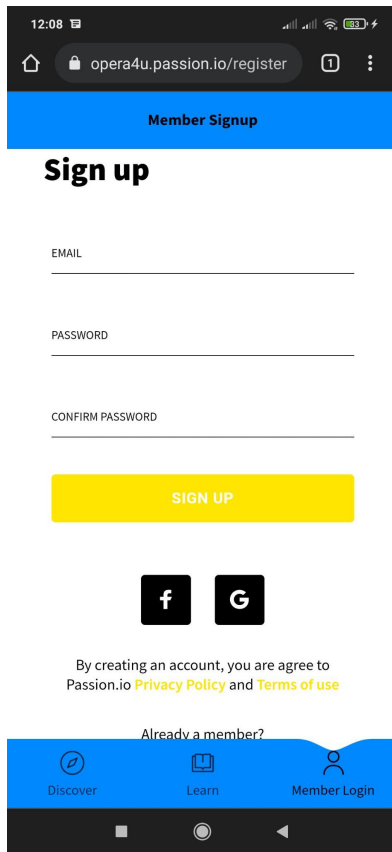 12:08
33
opera4u.passion.io/register
1
Member Signup
Sign up
EMAIL
PASSWORD
CONFIRM PASSWORD
SIGN UP
f G
By creating an account, you are agree to
Passion.io Privacy Policy and Terms of use
Already a member?
Discover Learn Member Login